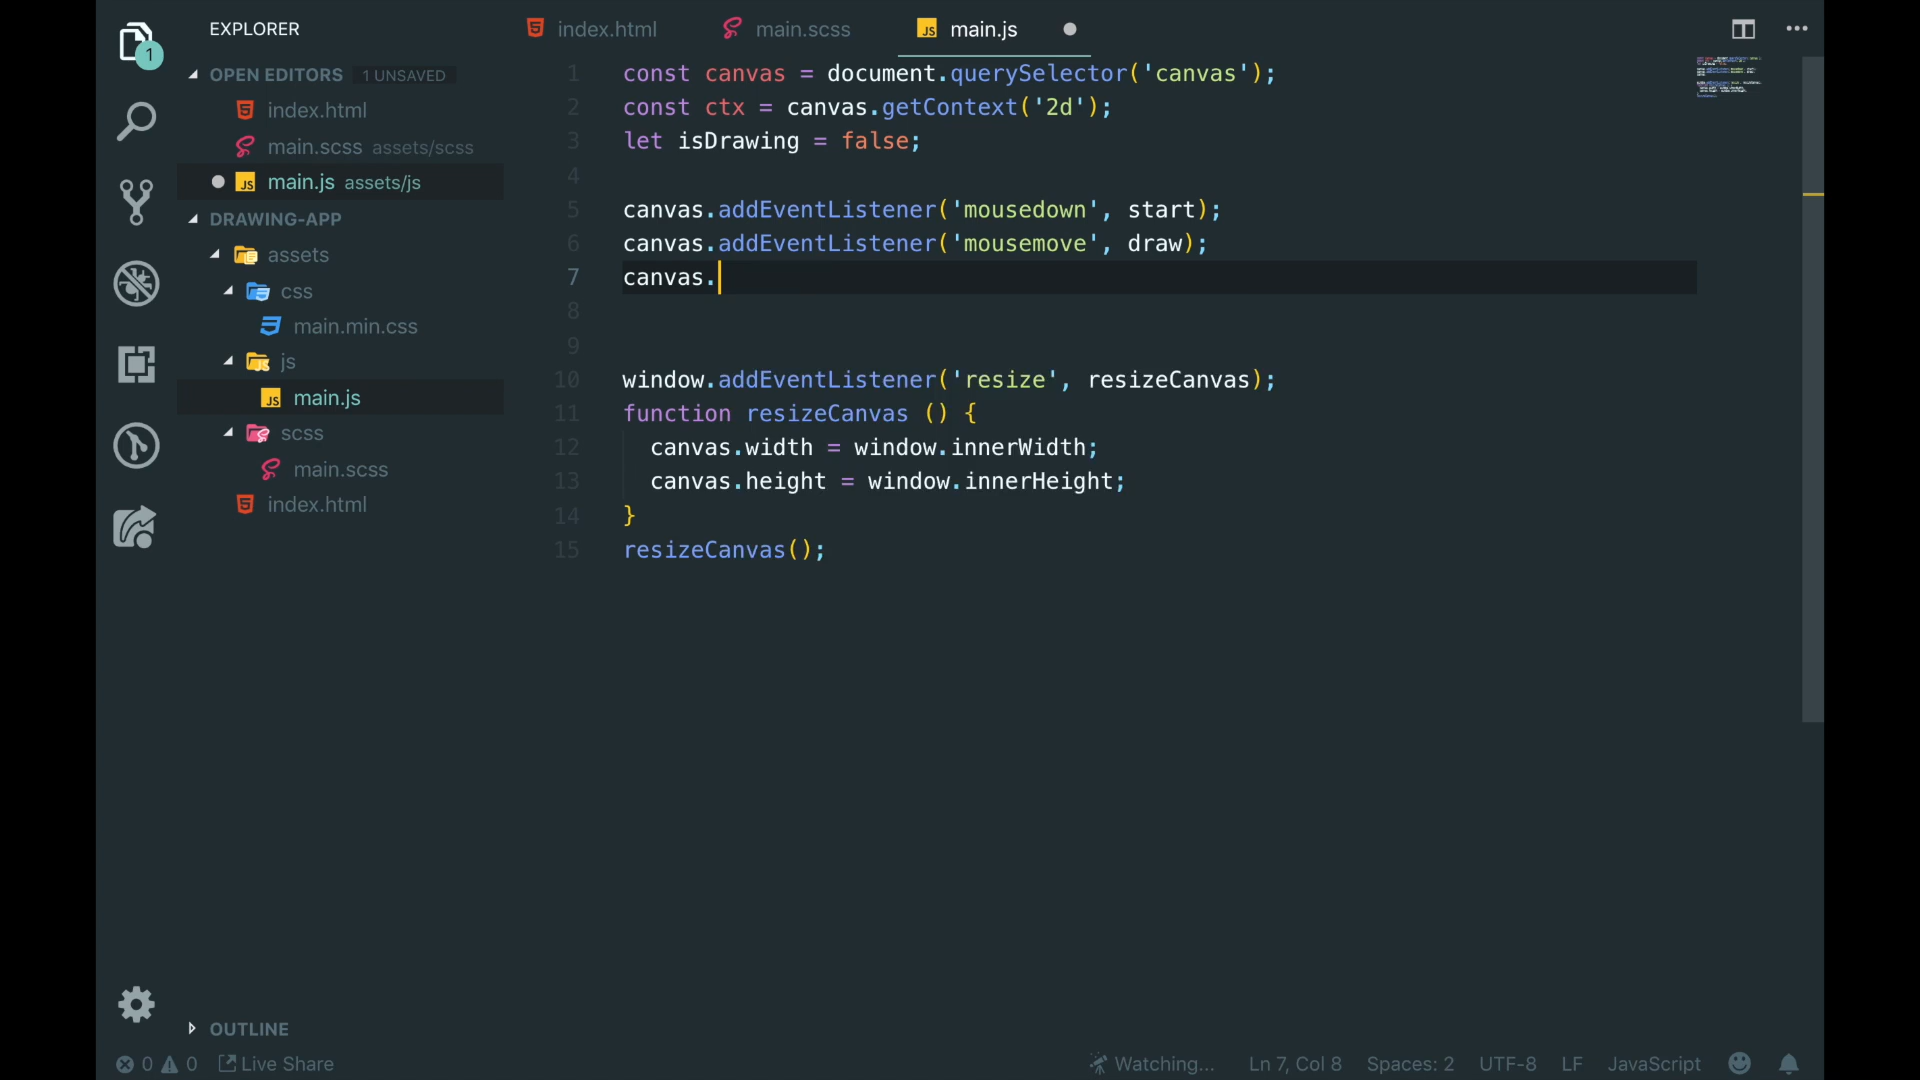 EXPLORER
index.html
main.scss
main.js
1
OPEN EDITORS 1 UNSAVED
index.html
main.scss assets/scss
main.js assets/js
DRAWING-APP
assets
css
main.min.css
js
main.js
scss
main.scss
index.html
OUTLINE
1 const canvas = document.querySelector('canvas');
2 const ctx = canvas.getContext('2d');
3 let isDrawing = false;
4
5 canvas.addEventListener('mousedown', start);
6 canvas.addEventListener('mousemove', draw);
7 canvas.
8
9
10 window.addEventListener('resize', resizeCanvas);
11 function resizeCanvas () {
12 canvas.width = window.innerWidth;
13 canvas.height = window.innerHeight;
14 }
15 resizeCanvas();
0 0 Live Share Watching... Ln 7, Col 8 Spaces: 2 UTF-8 LF JavaScript